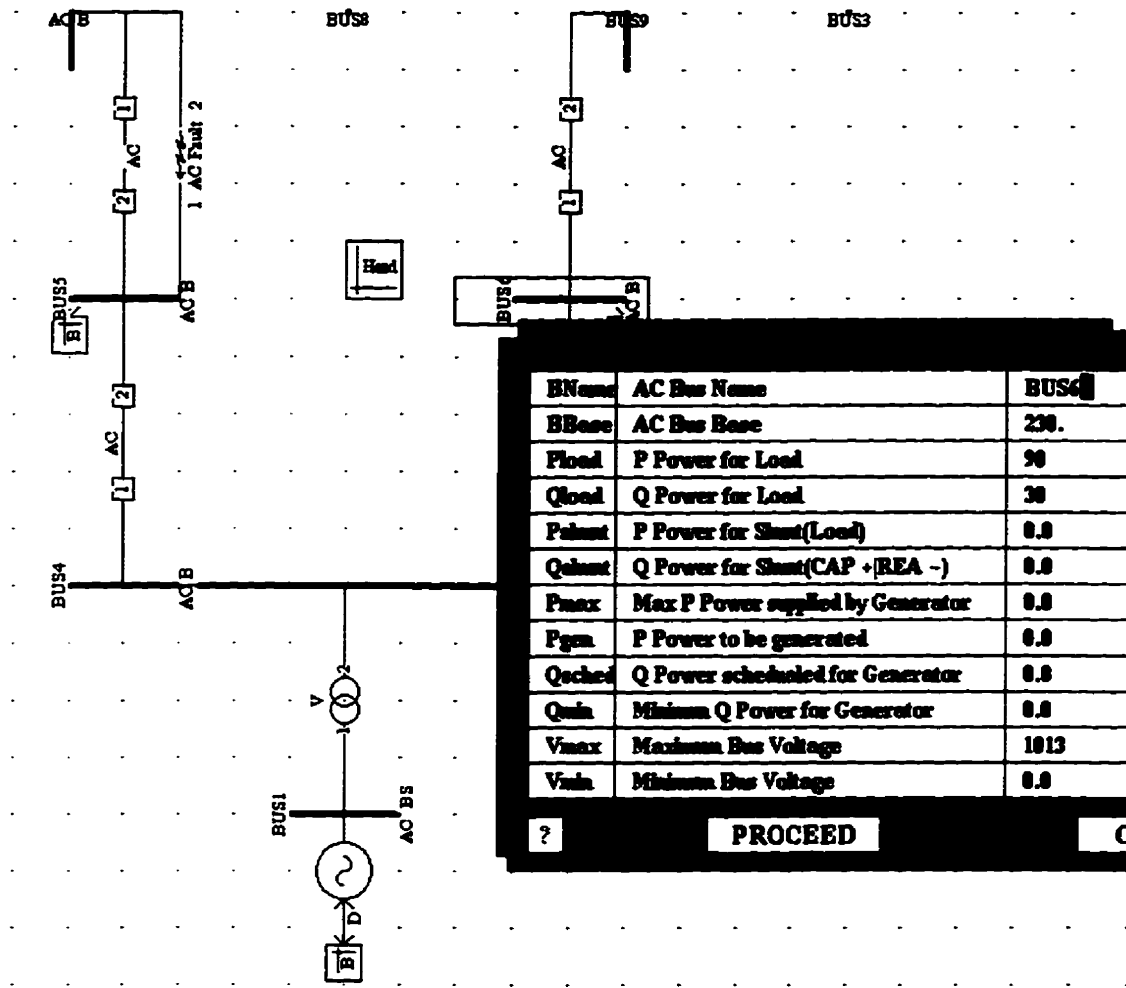 AC B
BUS8
BUS9
BUS3
1
AC
2
1 AC Fault 2
2
AC
1
BUS5
AC B
B
Head
BUS6
AC B
2
AC
1
BUS4
AC B
BName AC Bus Name BUS6
BBase AC Bus Base 230.
Pload P Power for Load 90
Qload Q Power for Load 30
Pshunt P Power for Shunt(Load) 0.0
Qshunt Q Power for Shunt(CAP +|REA -) 0.0
Pmax Max P Power supplied by Generator 0.0
Pgen P Power to be generated 0.0
Qsched Q Power scheduled for Generator 0.0
Qmin Minimum Q Power for Generator 0.0
Vmax Maximum Bus Voltage 1013
Vmin Minimum Bus Voltage 0.0
? PROCEED
2
V
1
BUS1
AC BS
D
B